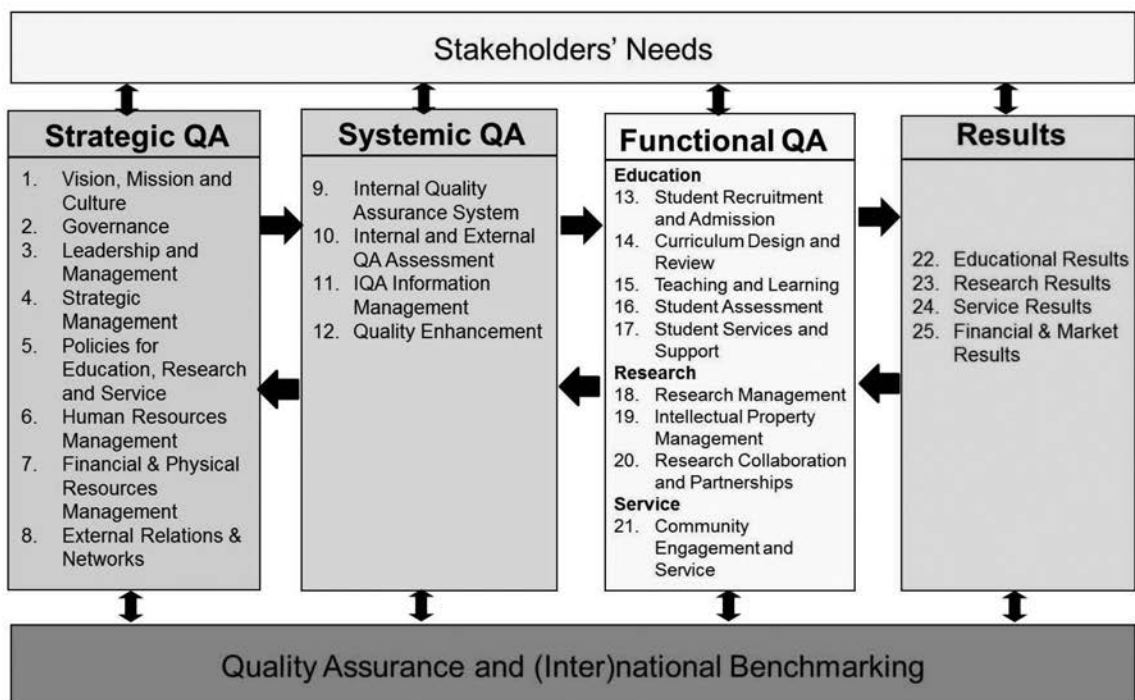 Stakeholders' Needs
Strategic QA
1. Vision, Mission and
Culture
2. Governance
3. Leadership and
Management
4. Strategic
Management
5. Policies for
Education, Research
and Service
6. Human Resources
Management
7. Financial & Physical
Resources
Management
8. External Relations &
Networks
Systemic QA
9. Internal Quality
Assurance System
10. Internal and External
QA Assessment
11. IQA Information
Management
12. Quality Enhancement
Functional QA
Education
13. Student Recruitment
and Admission
14. Curriculum Design and
Review
15. Teaching and Learning
16. Student Assessment
17. Student Services and
Support
Research
18. Research Management
19. Intellectual Property
Management
20. Research Collaboration
and Partnerships
Service
21. Community
Engagement and
Service
Results
22. Educational Results
23. Research Results
24. Service Results
25. Financial & Market
Results
Quality Assurance and (Inter)national Benchmarking